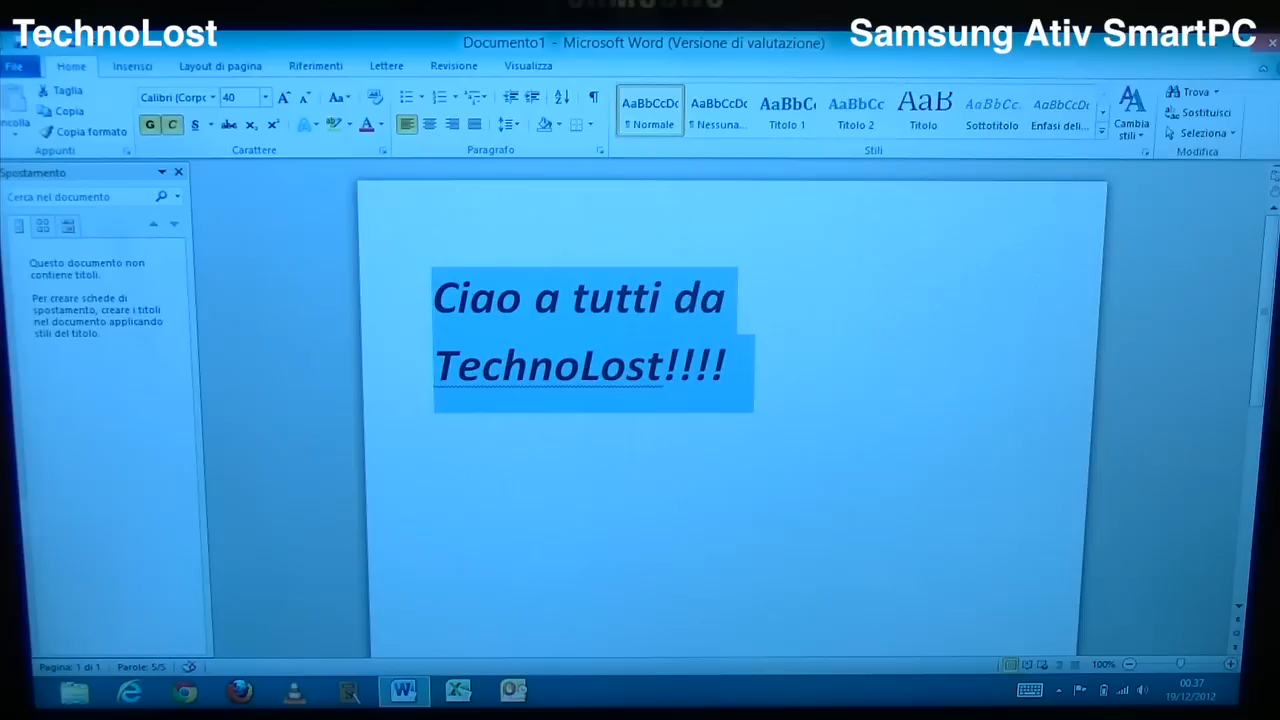 TechnoLost
Samsung Ativ SmartPC
Documento1 - Microsoft Word (Versione di valutazione)
File Home Inserisci Layout di pagina Riferimenti Lettere Revisione Visualizza
Taglia
Copia
Copia formato
Appunti
Calibri (Corpo 40
G C S abc
Carattere
Paragrafo
AaBbCcDc AaBbCcDc AaBbC AaBbCc AaB AaBbCc. AaBbCcDc
¶ Normale ¶ Nessuna... Titolo 1 Titolo 2 Titolo Sottotitolo Enfasi deli...
Stili
Cambia
stili
Trova
Sostituisci
Seleziona
Modifica
Spostamento
Cerca nel documento
Questo documento non
contiene titoli.
Per creare schede di
spostamento, creare i titoli
nel documento applicando
stili del titolo.
Ciao a tutti da
TechnoLost!!!!
Pagina: 1 di 1 Parole: 5/5
100%
00.37
19/12/2012